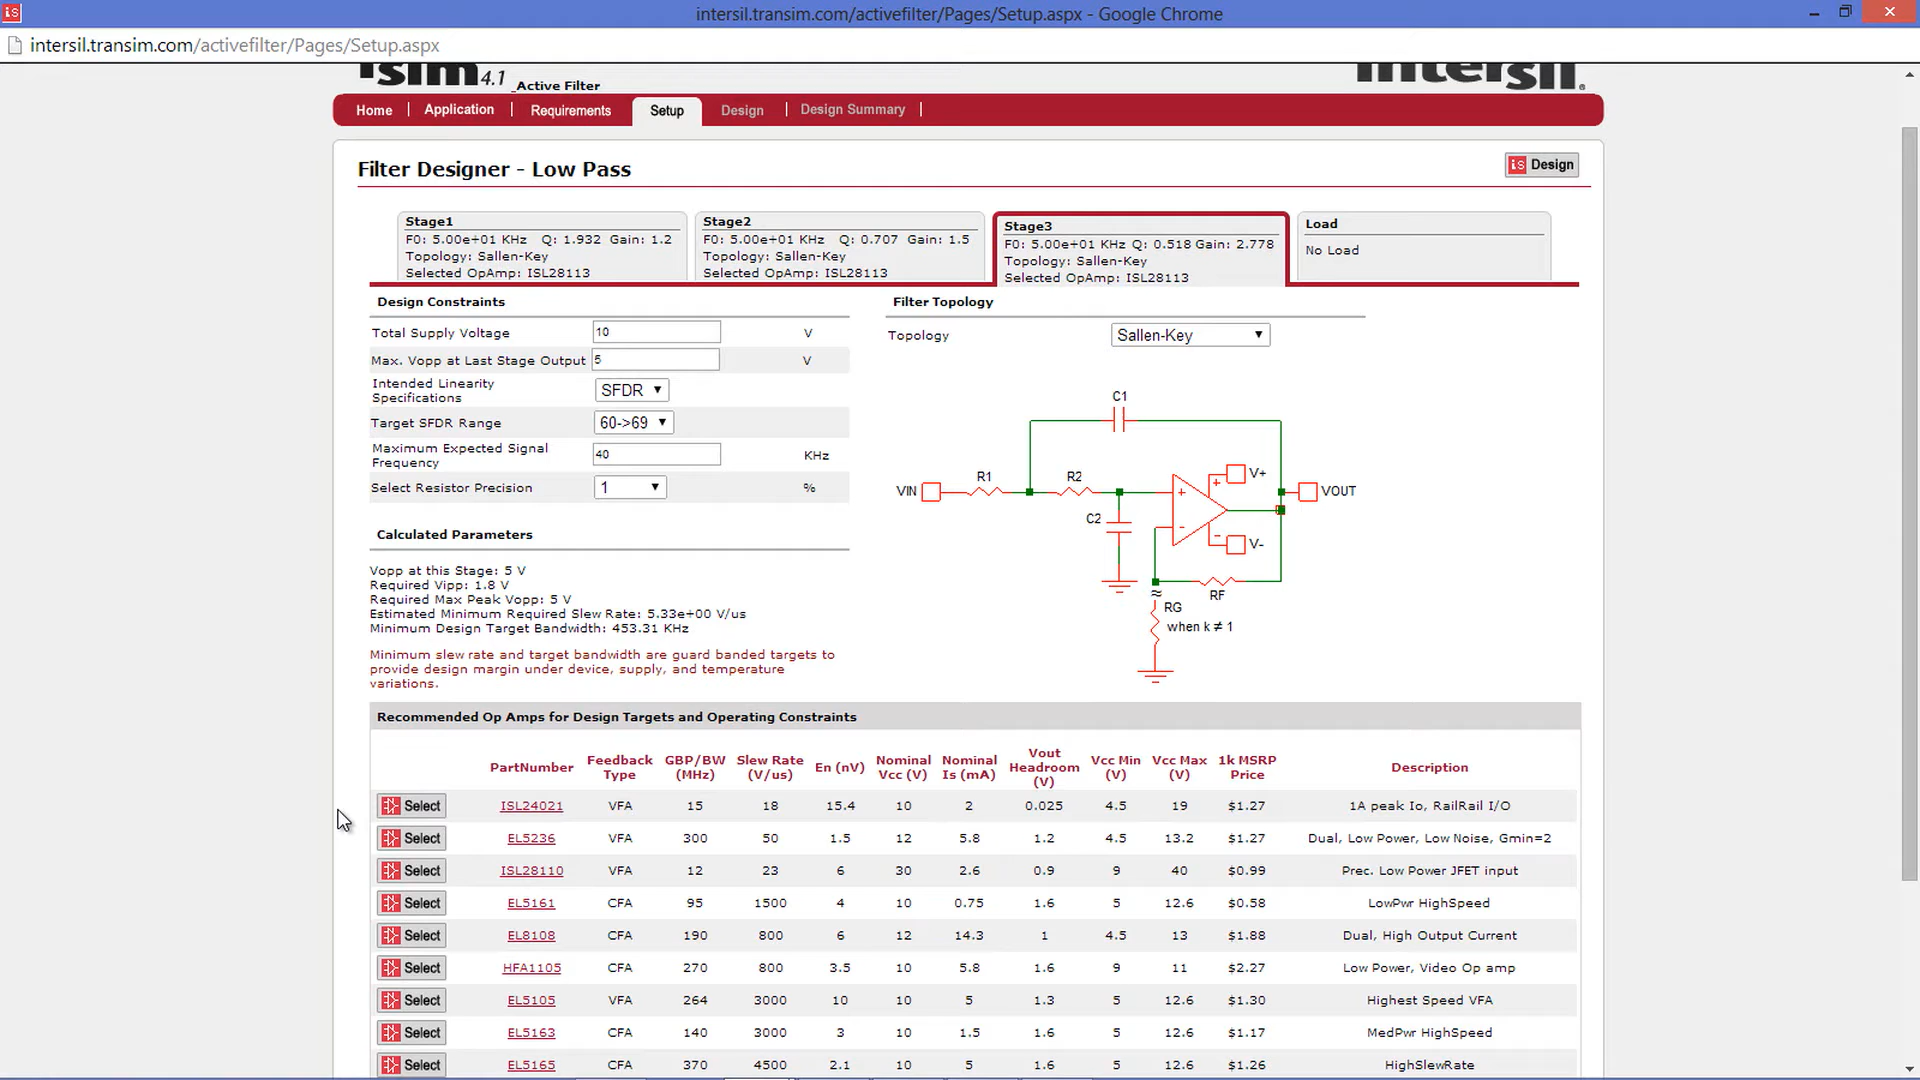 intersil.transim.com/activefilter/Pages/Setup.aspx - Google Chrome
intersil.transim.com/activefilter/Pages/Setup.aspx
isim 4.1 _Active Filter
intersil.
Home | Application | Requirements Setup Design | Design Summary |
Filter Designer - Low Pass
Design
Stage1
F0: 5.00e+01 KHz Q: 1.932 Gain: 1.2
Topology: Sallen-Key
Selected OpAmp: ISL28113
Stage2
F0: 5.00e+01 KHz Q: 0.707 Gain: 1.5
Topology: Sallen-Key
Selected OpAmp: ISL28113
Stage3
F0: 5.00e+01 KHz Q: 0.518 Gain: 2.778
Topology: Sallen-Key
Selected OpAmp: ISL28113
Load
No Load
Design Constraints
Total Supply Voltage 10 V
Max. Vopp at Last Stage Output 5 V
Intended Linearity
Specifications
SFDR
Target SFDR Range 60->69
Maximum Expected Signal
Frequency
40 KHz
Select Resistor Precision 1 %
Filter Topology
Topology Sallen-Key
C1
R1
R2
VIN
C2
+
-
+
-
V+
V-
VOUT
RF
≈
RG
when k ≠ 1
Calculated Parameters
Vopp at this Stage: 5 V
Required Vipp: 1.8 V
Required Max Peak Vopp: 5 V
Estimated Minimum Required Slew Rate: 5.33e+00 V/us
Minimum Design Target Bandwidth: 453.31 KHz
Minimum slew rate and target bandwidth are guard banded targets to
provide design margin under device, supply, and temperature
variations.
Recommended Op Amps for Design Targets and Operating Constraints
PartNumber Feedback Type GBP/BW (MHz) Slew Rate (V/us) En (nV) Nominal Vcc (V) Nominal Is (mA) Vout Headroom (V) Vcc Min (V) Vcc Max (V) 1k MSRP Price Description
Select ISL24021 VFA 15 18 15.4 10 2 0.025 4.5 19 $1.27 1A peak Io, RailRail I/O
Select EL5236 VFA 300 50 1.5 12 5.8 1.2 4.5 13.2 $1.27 Dual, Low Power, Low Noise, Gmin=2
Select ISL28110 VFA 12 23 6 30 2.6 0.9 9 40 $0.99 Prec. Low Power JFET input
Select EL5161 CFA 95 1500 4 10 0.75 1.6 5 12.6 $0.58 LowPwr HighSpeed
Select EL8108 CFA 190 800 6 12 14.3 1 4.5 13 $1.88 Dual, High Output Current
Select HFA1105 CFA 270 800 3.5 10 5.8 1.6 9 11 $2.27 Low Power, Video Op amp
Select EL5105 VFA 264 3000 10 10 5 1.3 5 12.6 $1.30 Highest Speed VFA
Select EL5163 CFA 140 3000 3 10 1.5 1.6 5 12.6 $1.17 MedPwr HighSpeed
Select EL5165 CFA 370 4500 2.1 10 5 1.6 5 12.6 $1.26 HighSlewRate